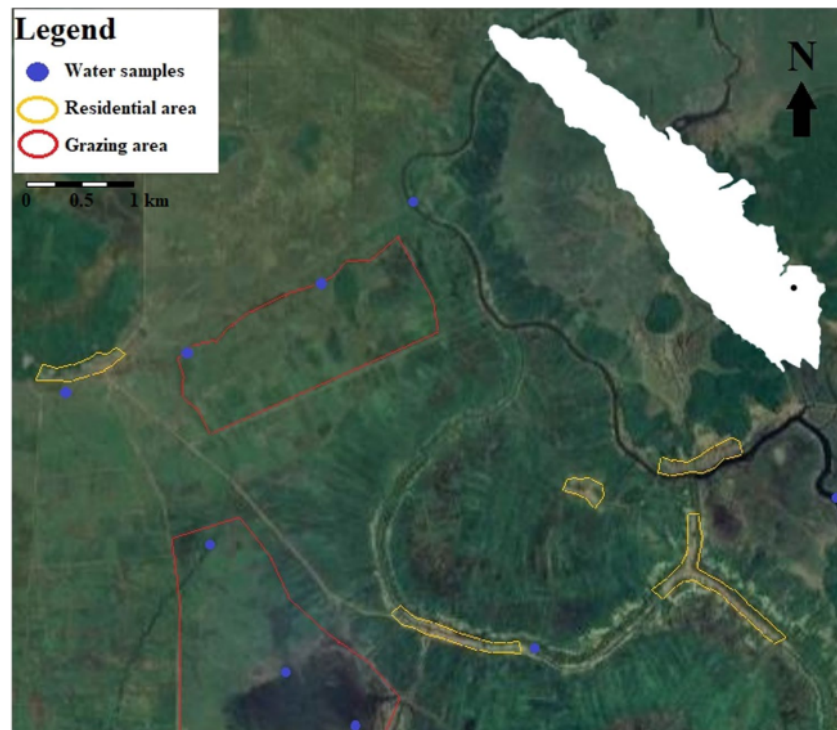 Legend
N
Water samples
Residential area
Grazing area
0 0.5 1 km